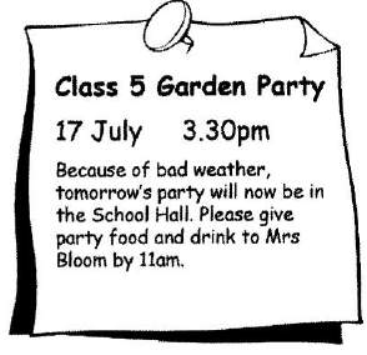 Class 5 Garden Party
17 July 3.30pm
Because of bad weather,
tomorrow's party will now be in
the School Hall. Please give
party food and drink to Mrs
Bloom by 11am.